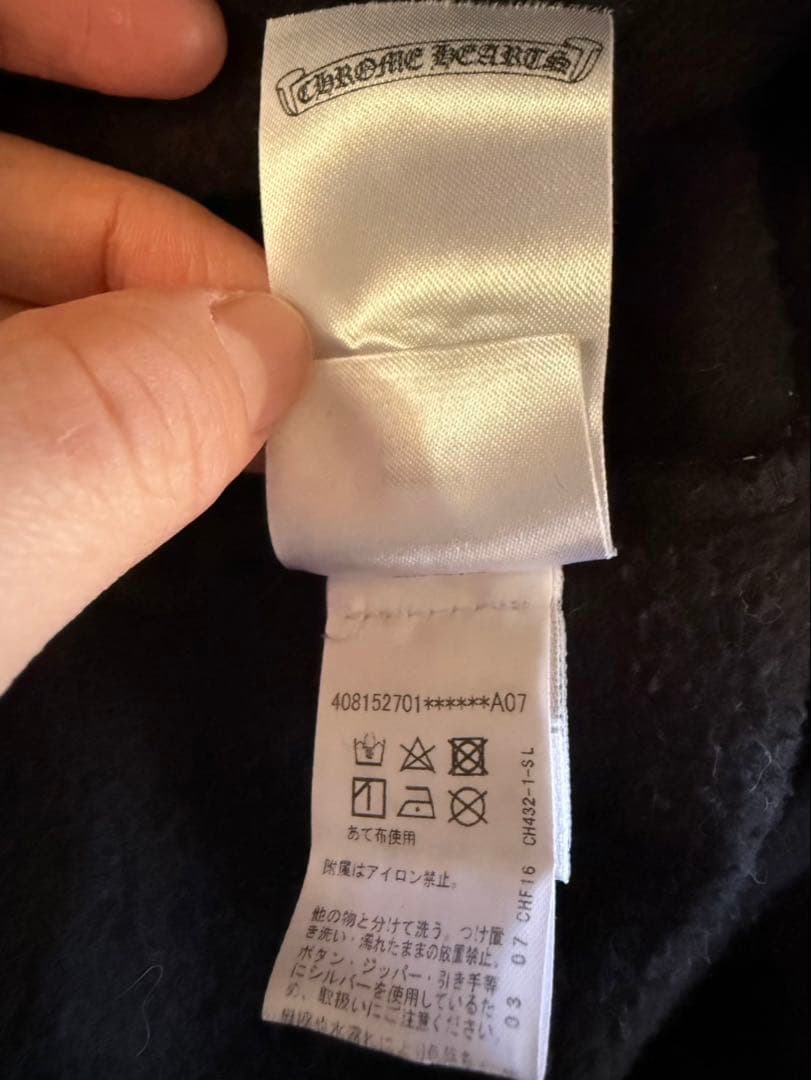 CHROME HEARTS
408152701******A07
あて布使用
附属はアイロン禁止。
他の物と分けて洗う。つけ置
き洗い・濡れたままの放置禁止。
ボタン・ジッパー・引き手等
にシルバーを使用しているた
め、取扱いにご注意ください。
03 07 CHF16 CH432-1-SL